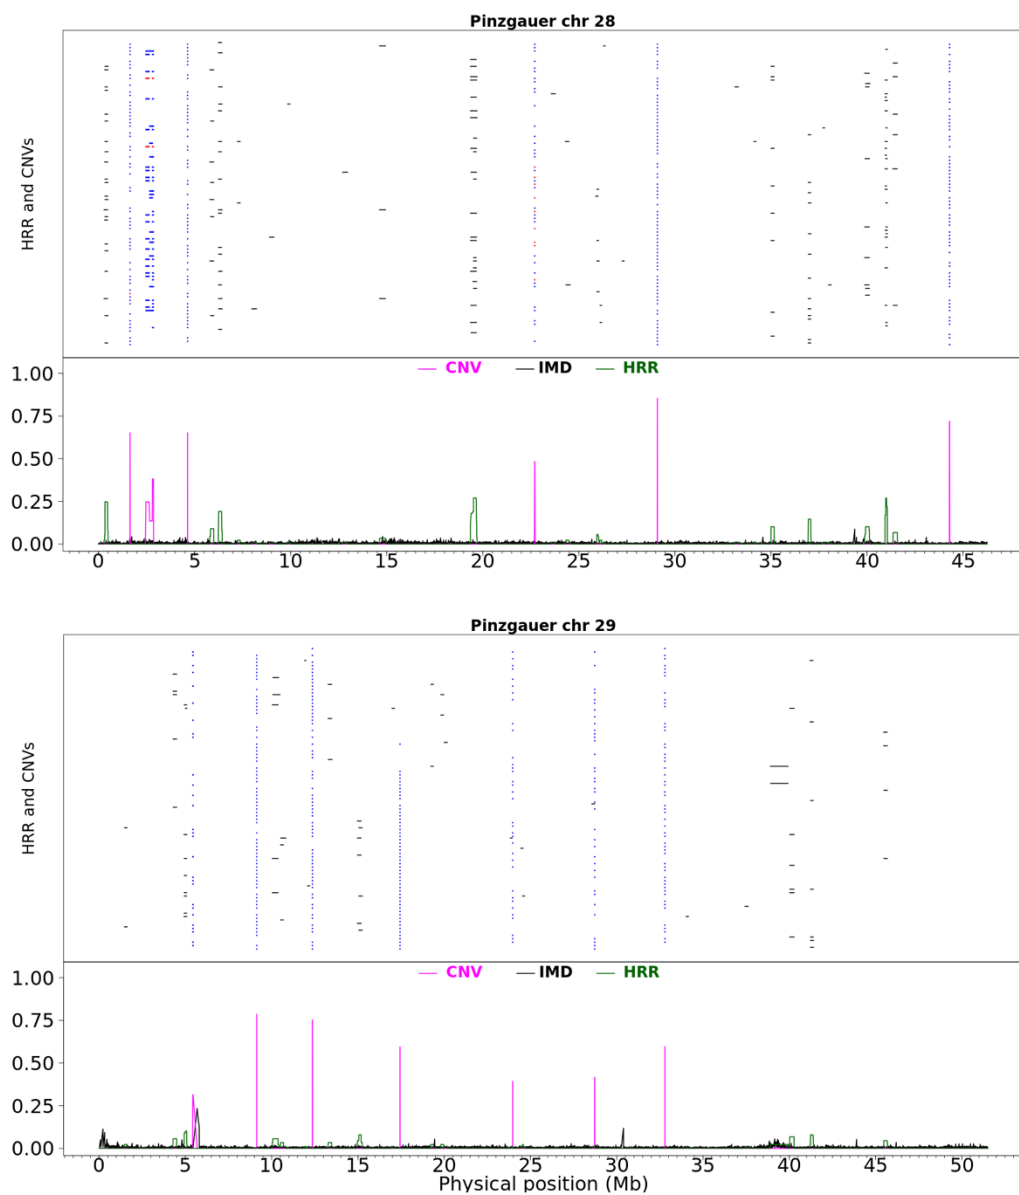 Pinzgauer chr 28
HRR and CNVs
CNV IMD HRR
1.00
0.75
0.50
0.25
0.00
0 5 10 15 20 25 30 35 40 45
Pinzgauer chr 29
HRR and CNVs
CNV IMD HRR
1.00
0.75
0.50
0.25
0.00
0 5 10 15 20 25 30 35 40 45 50
Physical position (Mb)